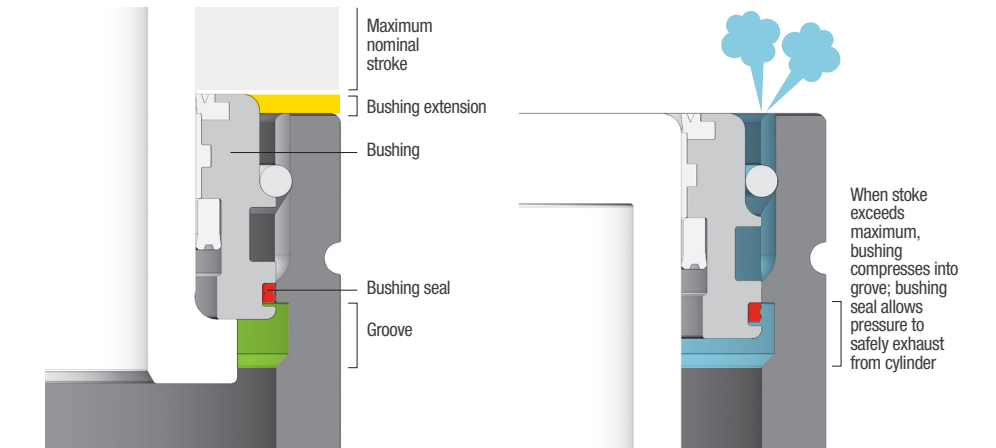 Maximum
nominal
stroke
Bushing extension
Bushing
Bushing seal
Groove
When stoke
exceeds
maximum,
bushing
compresses into
grove; bushing
seal allows
pressure to
safely exhaust
from cylinder